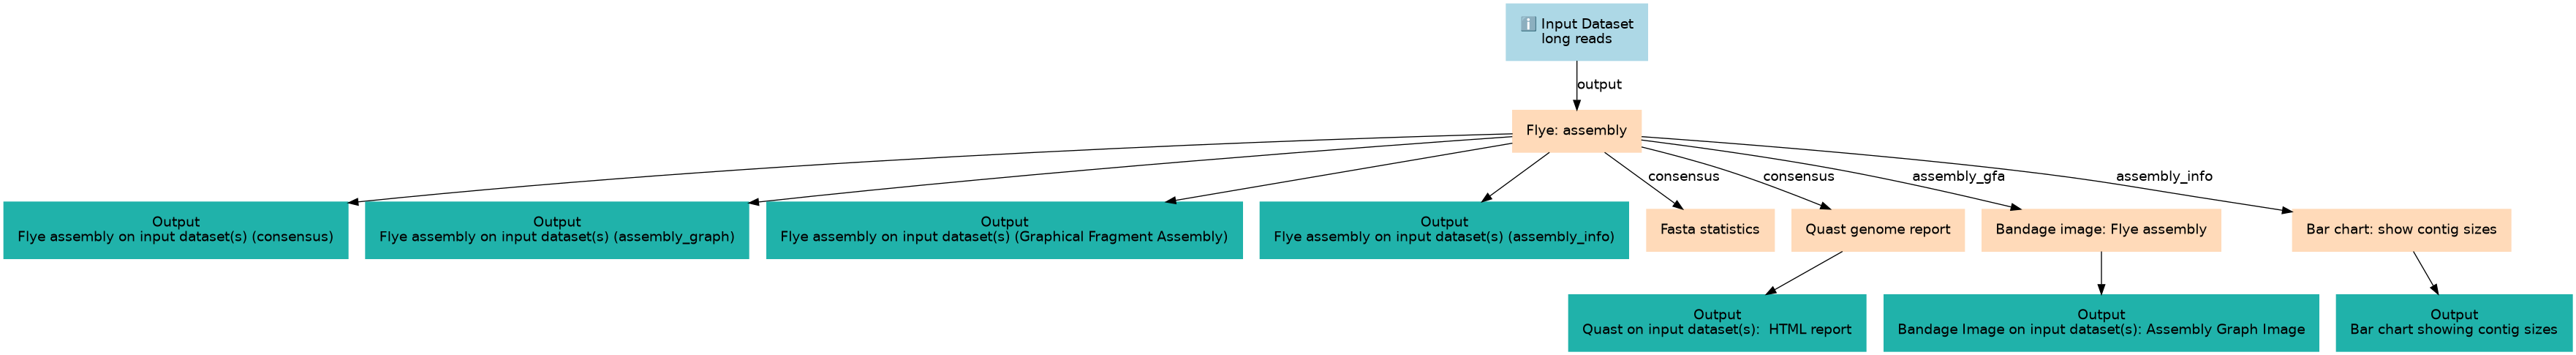 ℹ️ Input Dataset
long reads
output
Flye: assembly
consensus
consensus
assembly_gfa
assembly_info
Output
Flye assembly on input dataset(s) (consensus)
Output
Flye assembly on input dataset(s) (assembly_graph)
Output
Flye assembly on input dataset(s) (Graphical Fragment Assembly)
Output
Flye assembly on input dataset(s) (assembly_info)
Fasta statistics
Quast genome report
Bandage image: Flye assembly
Bar chart: show contig sizes
Output
Quast on input dataset(s):  HTML report
Output
Bandage Image on input dataset(s): Assembly Graph Image
Output
Bar chart showing contig sizes